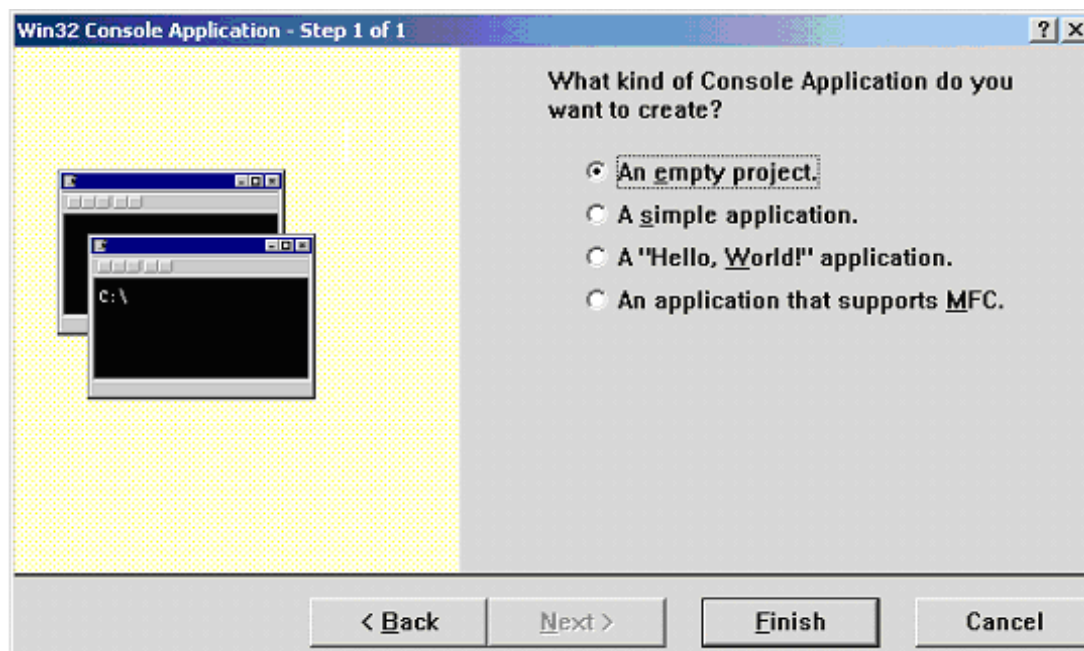 Win32 Console Application - Step 1 of 1
What kind of Console Application do you
want to create?
An empty project.
A simple application.
A "Hello, World!" application.
An application that supports MFC.
C:\
< Back
Next >
Finish
Cancel